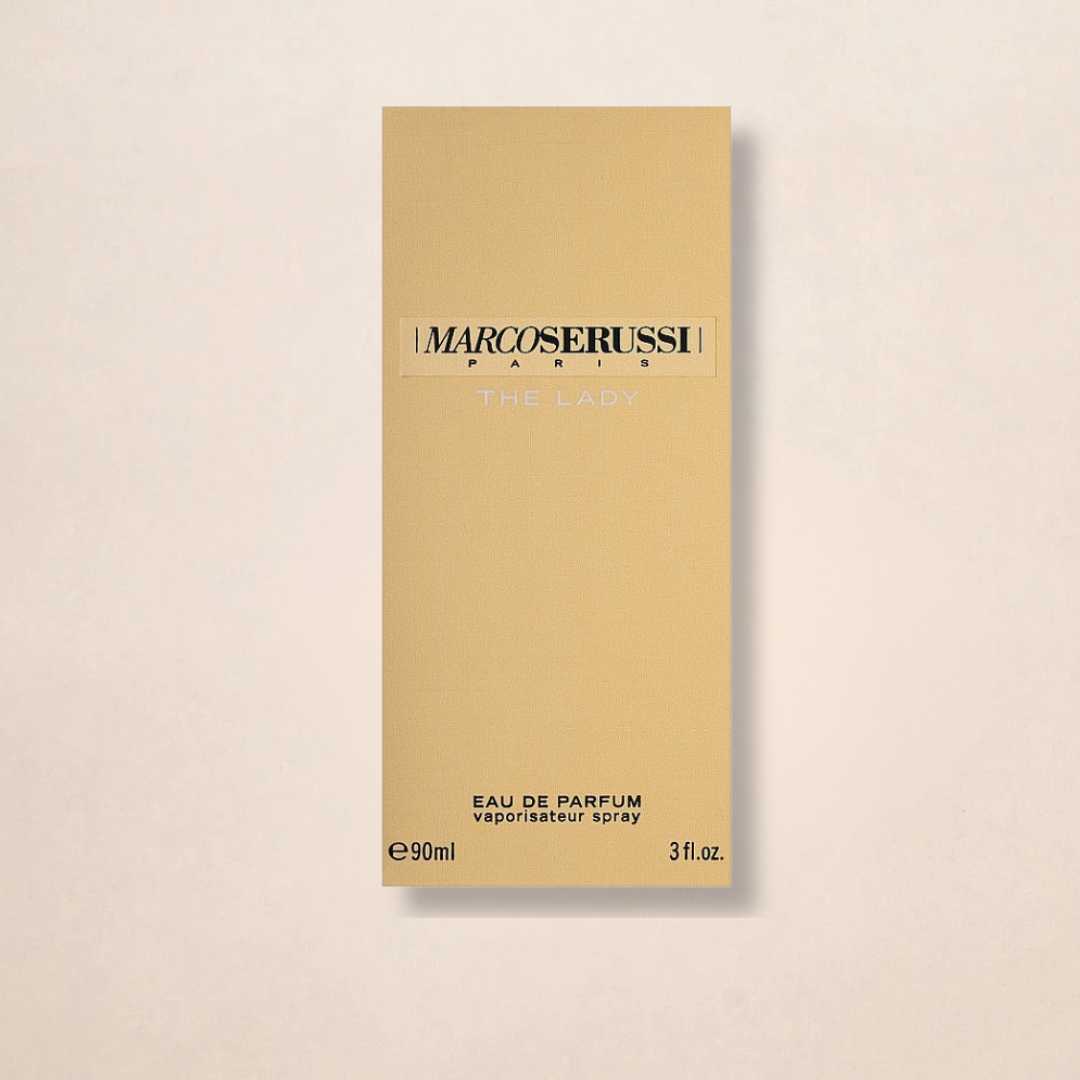 MARCOSERUSSI
PARIS
THE LADY
EAU DE PARFUM
vaporisateur spray
℮90ml
3 fl.oz.